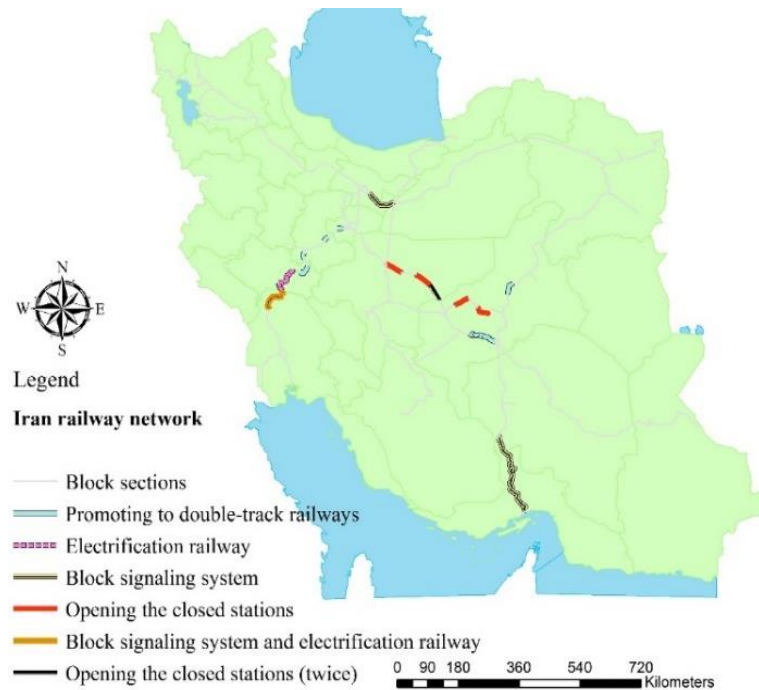 N
W E
S
Legend
Iran railway network
Block sections
Promoting to double-track railways
Electrification railway
Block signaling system
Opening the closed stations
Block signaling system and electrification railway
Opening the closed stations (twice)
0 90 180 360 540 720
Kilometers